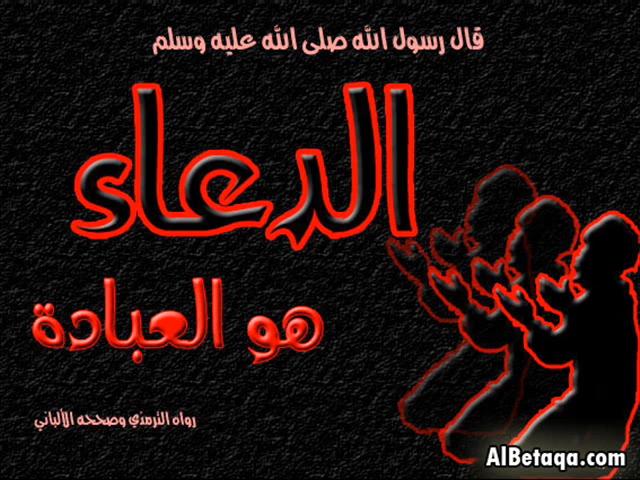 قال رسول الله صلى الله عليه وسلم
الدعاء
هو العبادة
رواه الترمذي وصححه الألباني
AlBetaqa.com